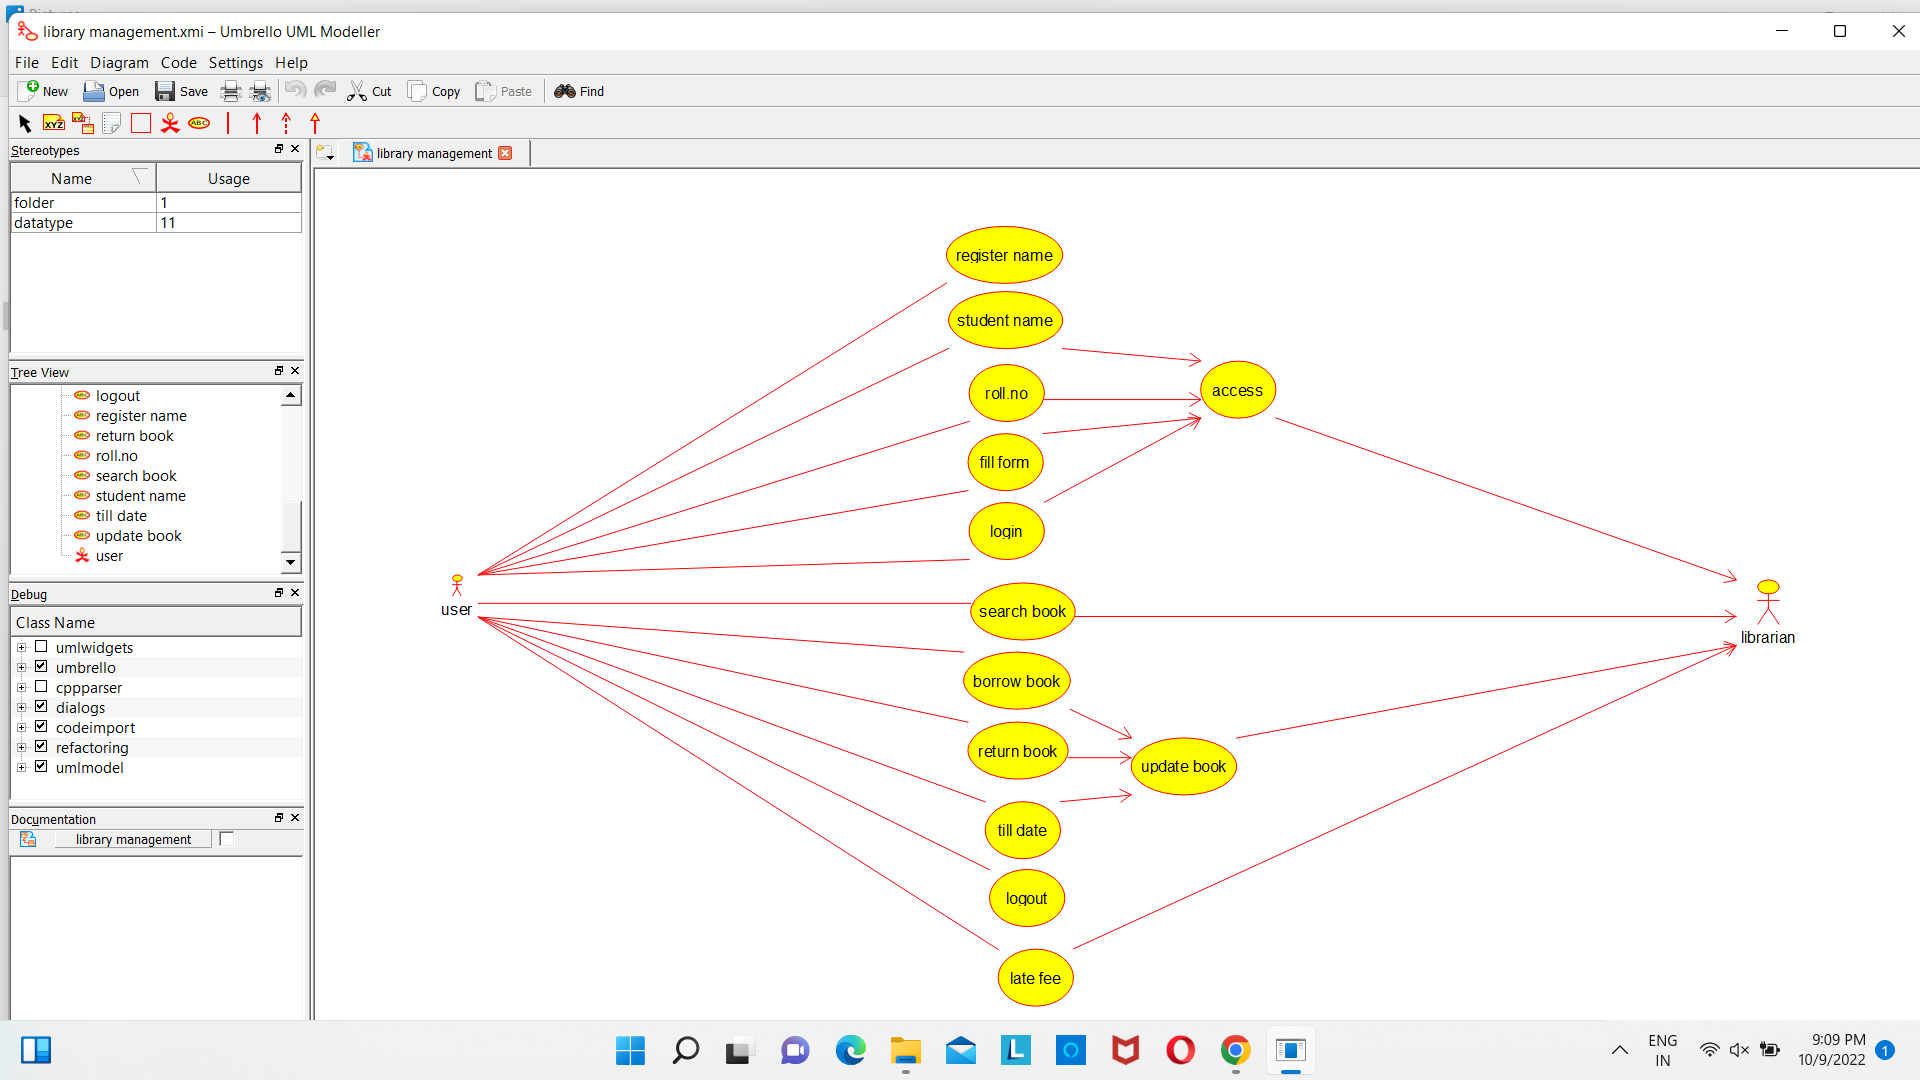 library management.xmi – Umbrello UML Modeller
File Edit Diagram Code Settings Help
New Open Save Cut Copy Paste Find
XYZ XYZ ABC
Stereotypes
library management
Name Usage
folder 1
datatype 11
Tree View
logout
register name
return book
roll.no
search book
student name
till date
update book
user
Debug
Class Name
umlwidgets
umbrello
cppparser
dialogs
codeimport
refactoring
umlmodel
Documentation
library management
register name
student name
roll.no
access
fill form
login
user
search book
librarian
borrow book
return book
update book
till date
logout
late fee
ENG
IN
9:09 PM
10/9/2022
1